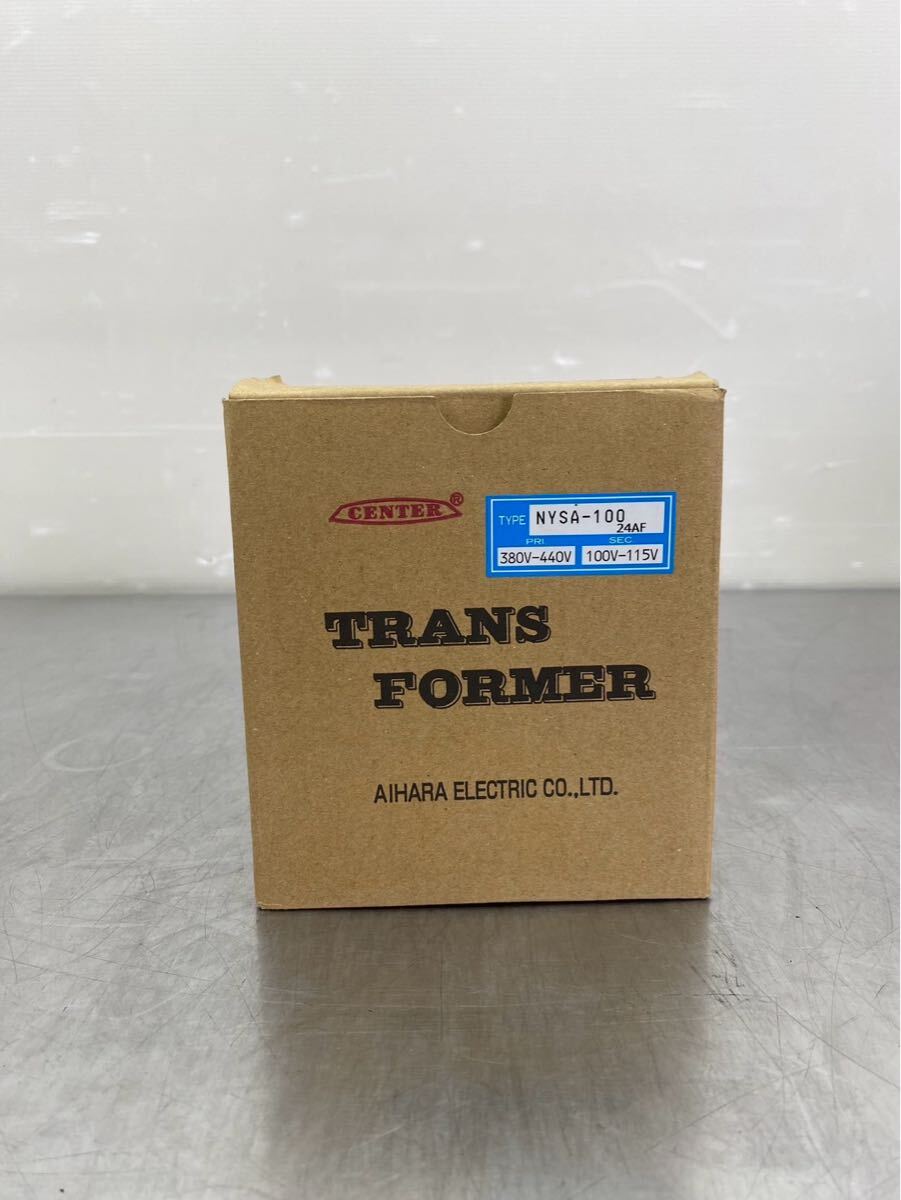 CENTER®
TYPE NYSA-100
24AF
PRI SEC
380V-440V 100V-115V
TRANS
FORMER
AIHARA ELECTRIC CO.,LTD.